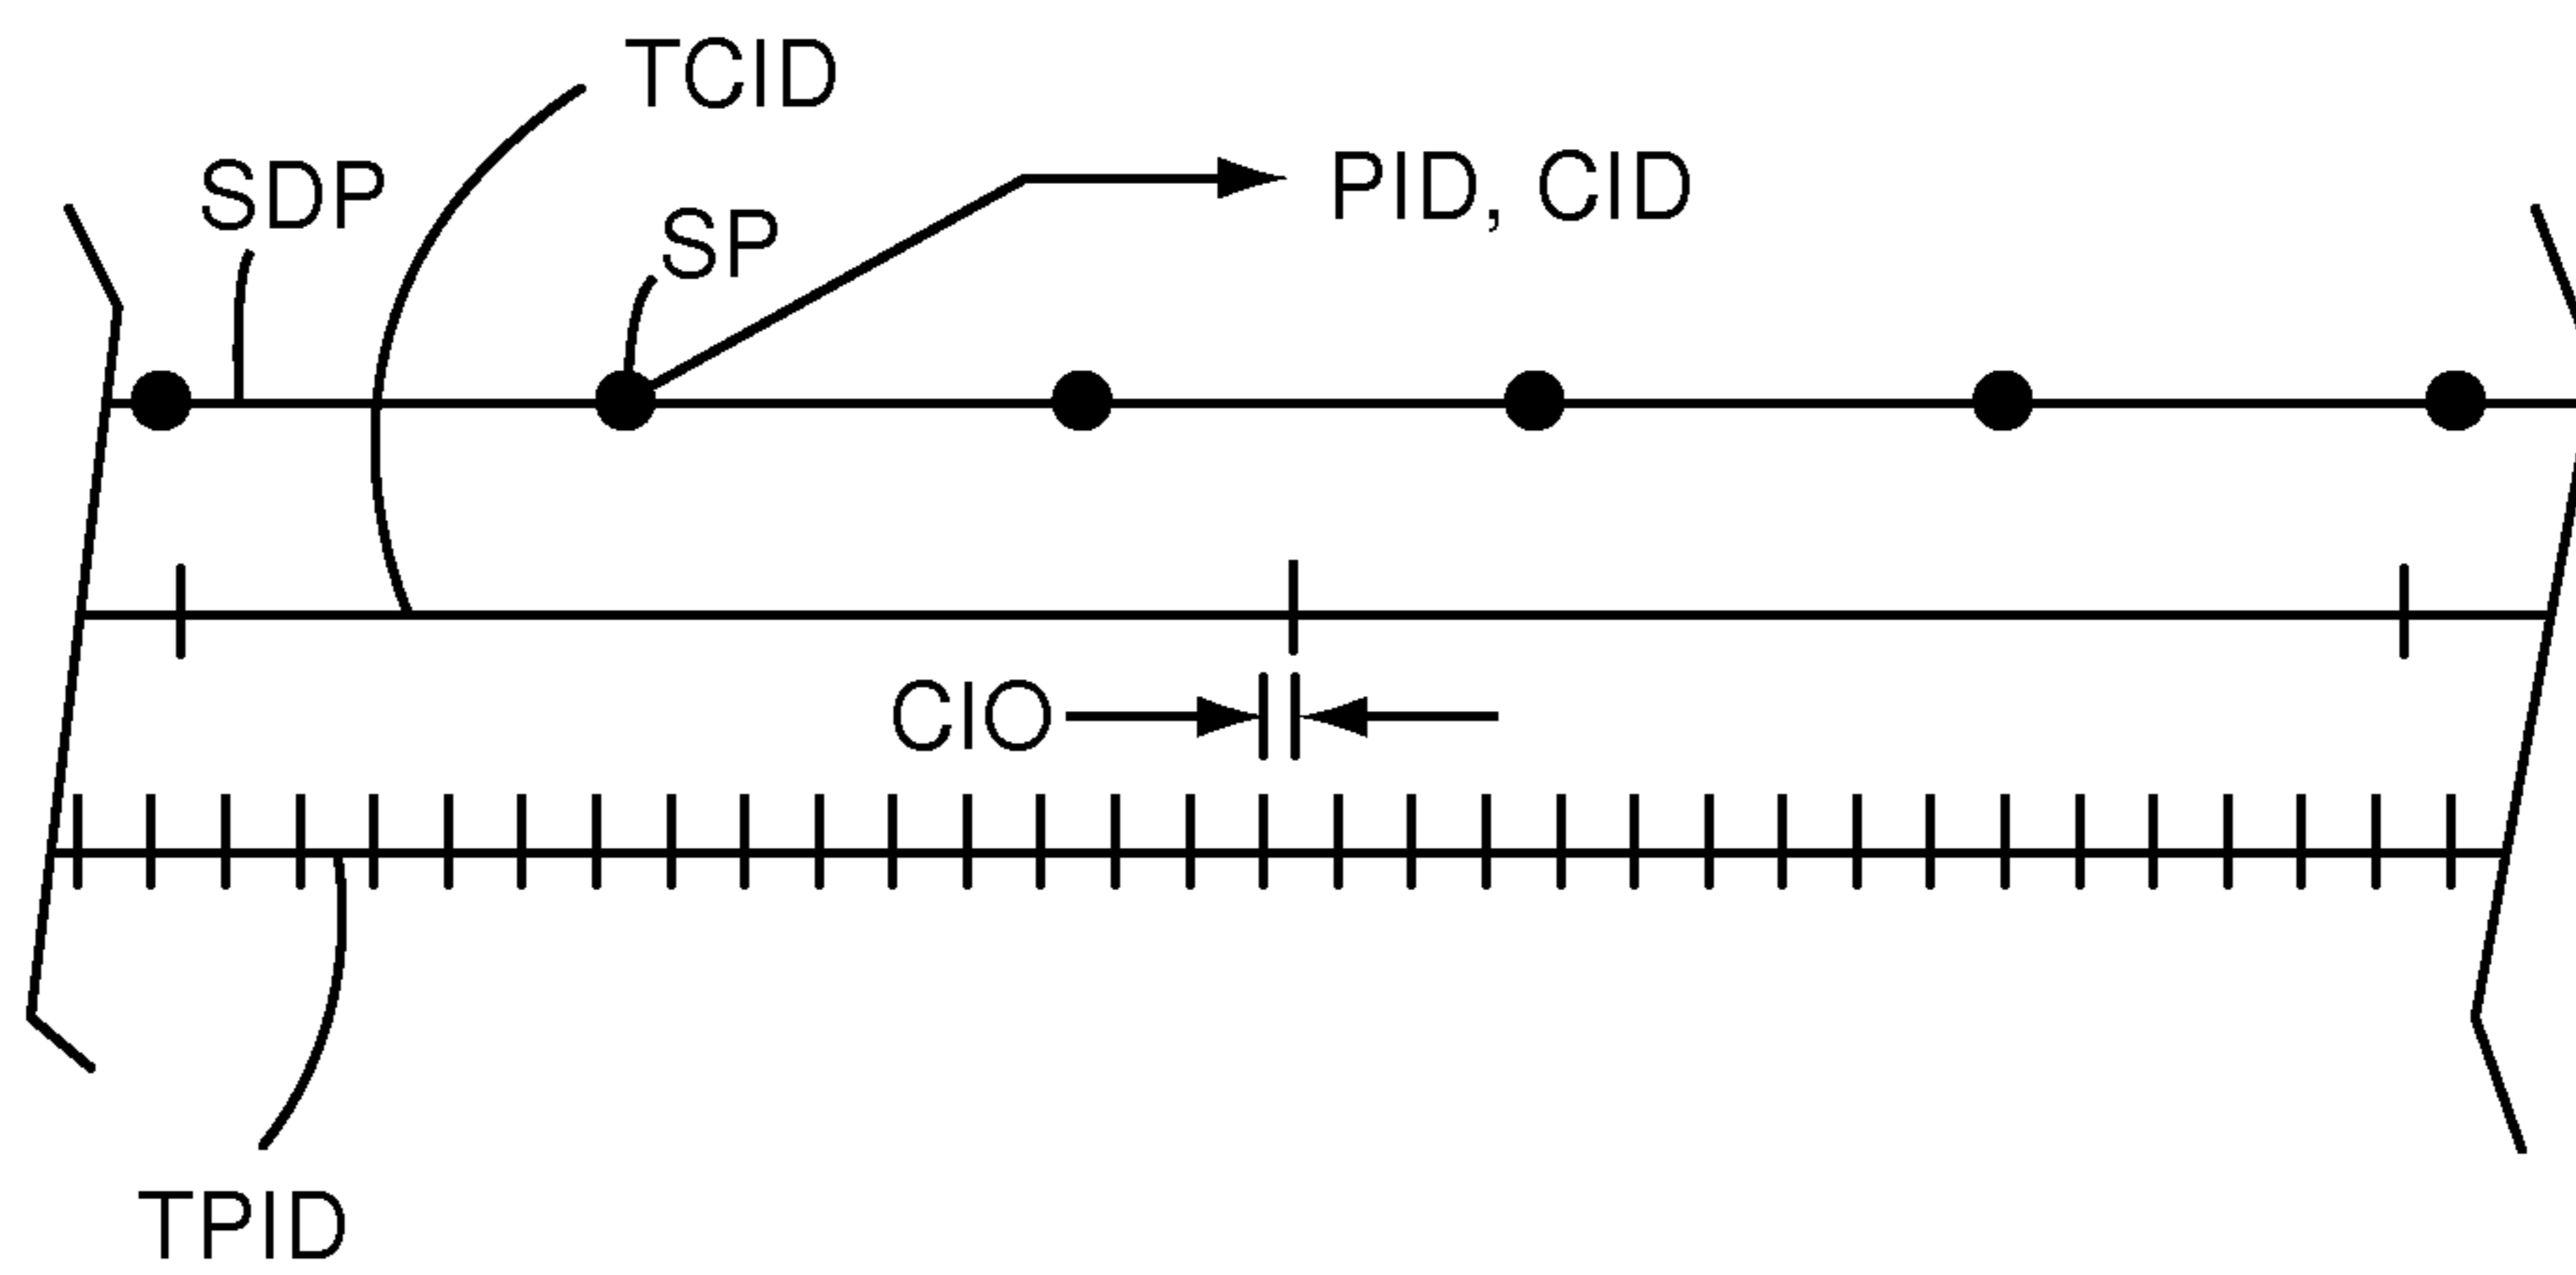 TCID
PID, CID
SDP
SP
CIO
TPID